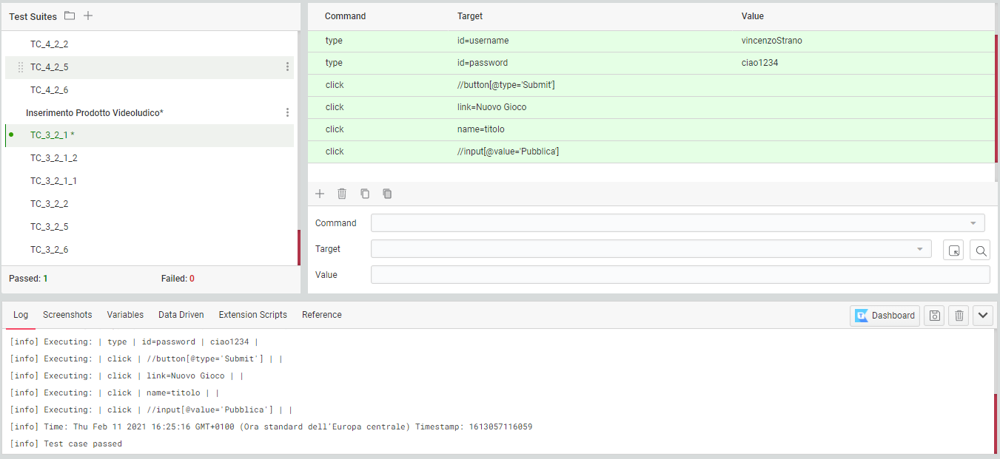 Test Suites
TC_4_2_2
TC_4_2_5
TC_4_2_6
Inserimento Prodotto Videoludico*
TC_3_2_1 *
TC_3_2_1_2
TC_3_2_1_1
TC_3_2_2
TC_3_2_5
TC_3_2_6
Passed: 1 Failed: 0
Command Target Value
type id=username vincenzoStrano
type id=password ciao1234
click //button[@type='Submit']
click link=Nuovo Gioco
click name=titolo
click //input[@value='Pubblica']
Command
Target
Value
Log Screenshots Variables Data Driven Extension Scripts Reference Dashboard
[info] Executing: | type | id=password | ciao1234 |
[info] Executing: | click | //button[@type='Submit'] | |
[info] Executing: | click | link=Nuovo Gioco | |
[info] Executing: | click | name=titolo | |
[info] Executing: | click | //input[@value='Pubblica'] | |
[info] Time: Thu Feb 11 2021 16:25:16 GMT+0100 (Ora standard dell'Europa centrale) Timestamp: 1613057116059
[info] Test case passed